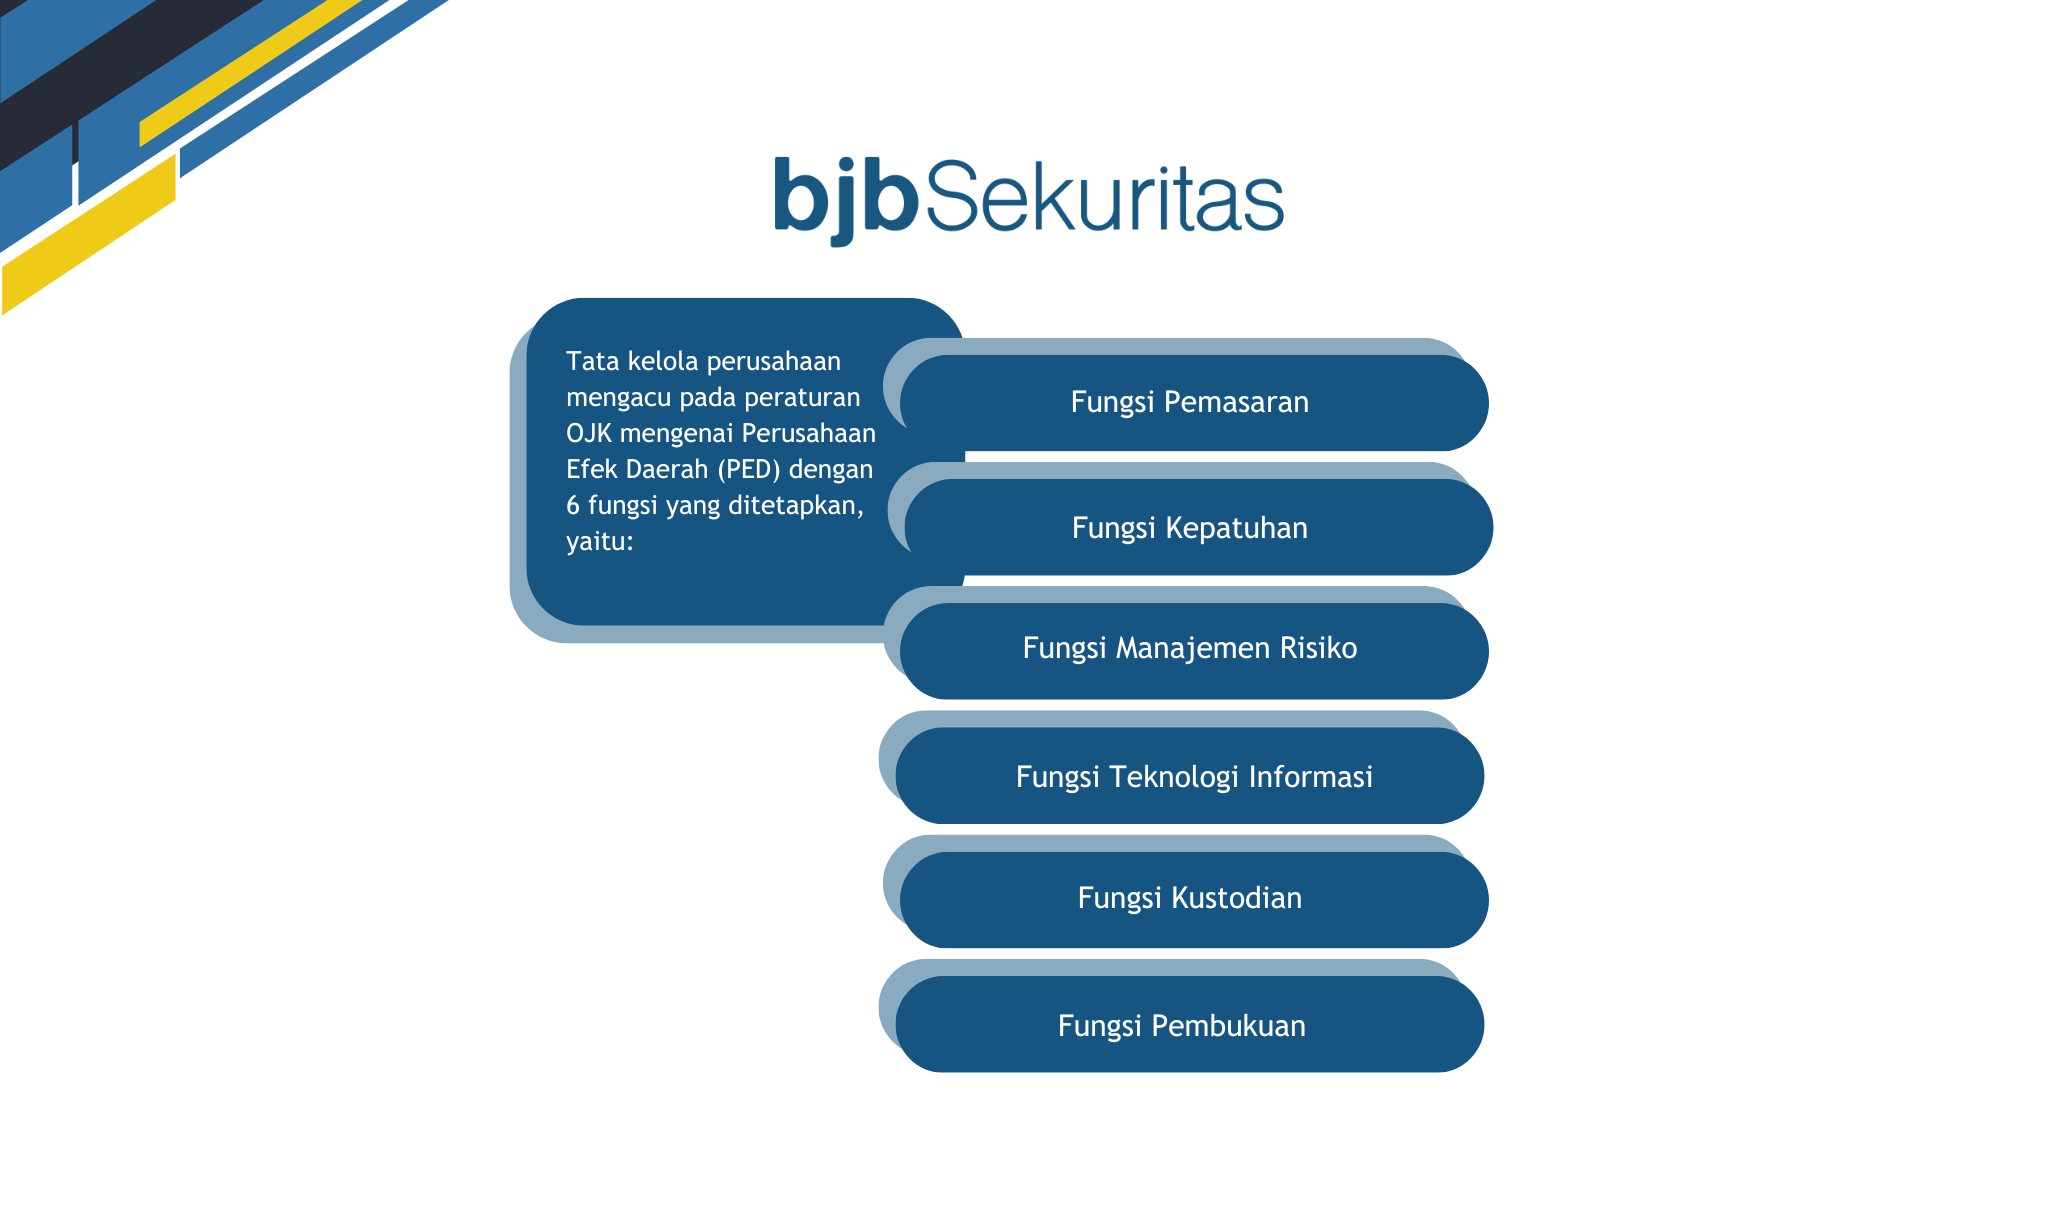 bjbSekuritas
Tata kelola perusahaan
mengacu pada peraturan
OJK mengenai Perusahaan
Efek Daerah (PED) dengan
6 fungsi yang ditetapkan,
yaitu:
Fungsi Pemasaran
Fungsi Kepatuhan
Fungsi Manajemen Risiko
Fungsi Teknologi Informasi
Fungsi Kustodian
Fungsi Pembukuan